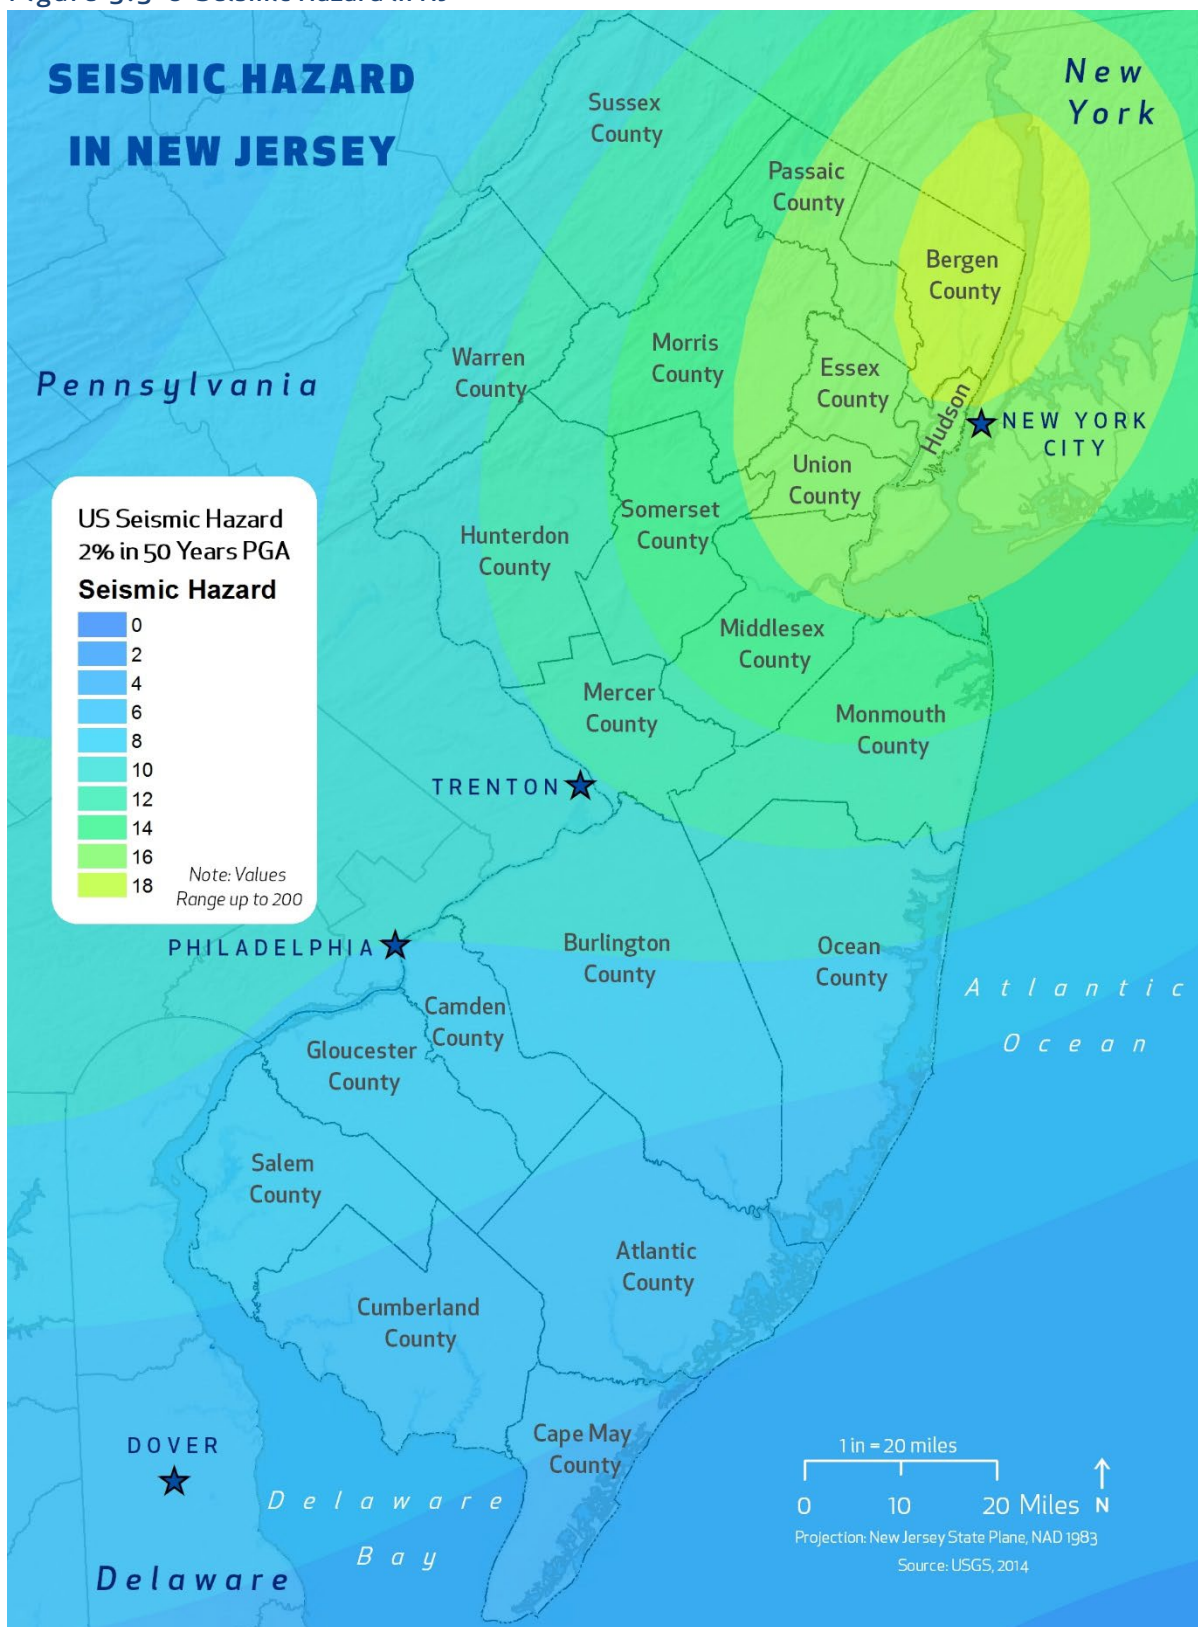 SEISMIC HAZARD
IN NEW JERSEY
New
York
Sussex
County
Passaic
County
Bergen
County
Pennsylvania
Warren
County
Morris
County
Essex
County
Hudson
NEW YORK
CITY
Union
County
Somerset
County
Hunterdon
County
US Seismic Hazard
2% in 50 Years PGA
Seismic Hazard
0
2
4
6
8
10
12
14
16
18
Note: Values
Range up to 200
Middlesex
County
Mercer
County
Monmouth
County
TRENTON
PHILADELPHIA
Burlington
County
Ocean
County
Atlantic
Ocean
Camden
County
Gloucester
County
Salem
County
Atlantic
County
Cumberland
County
Cape May
County
DOVER
Delaware
Bay
Delaware
1 in = 20 miles
0 10 20 Miles N
Projection: New Jersey State Plane, NAD 1983
Source: USGS, 2014